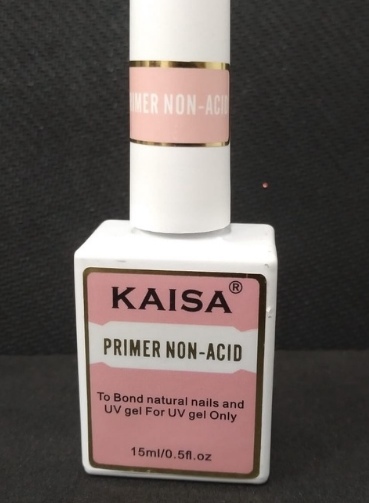 PRIMER NON-ACID
KAISA®
PRIMER NON-ACID
To Bond natural nails and
UV gel For UV gel Only
15ml/0.5fl.oz